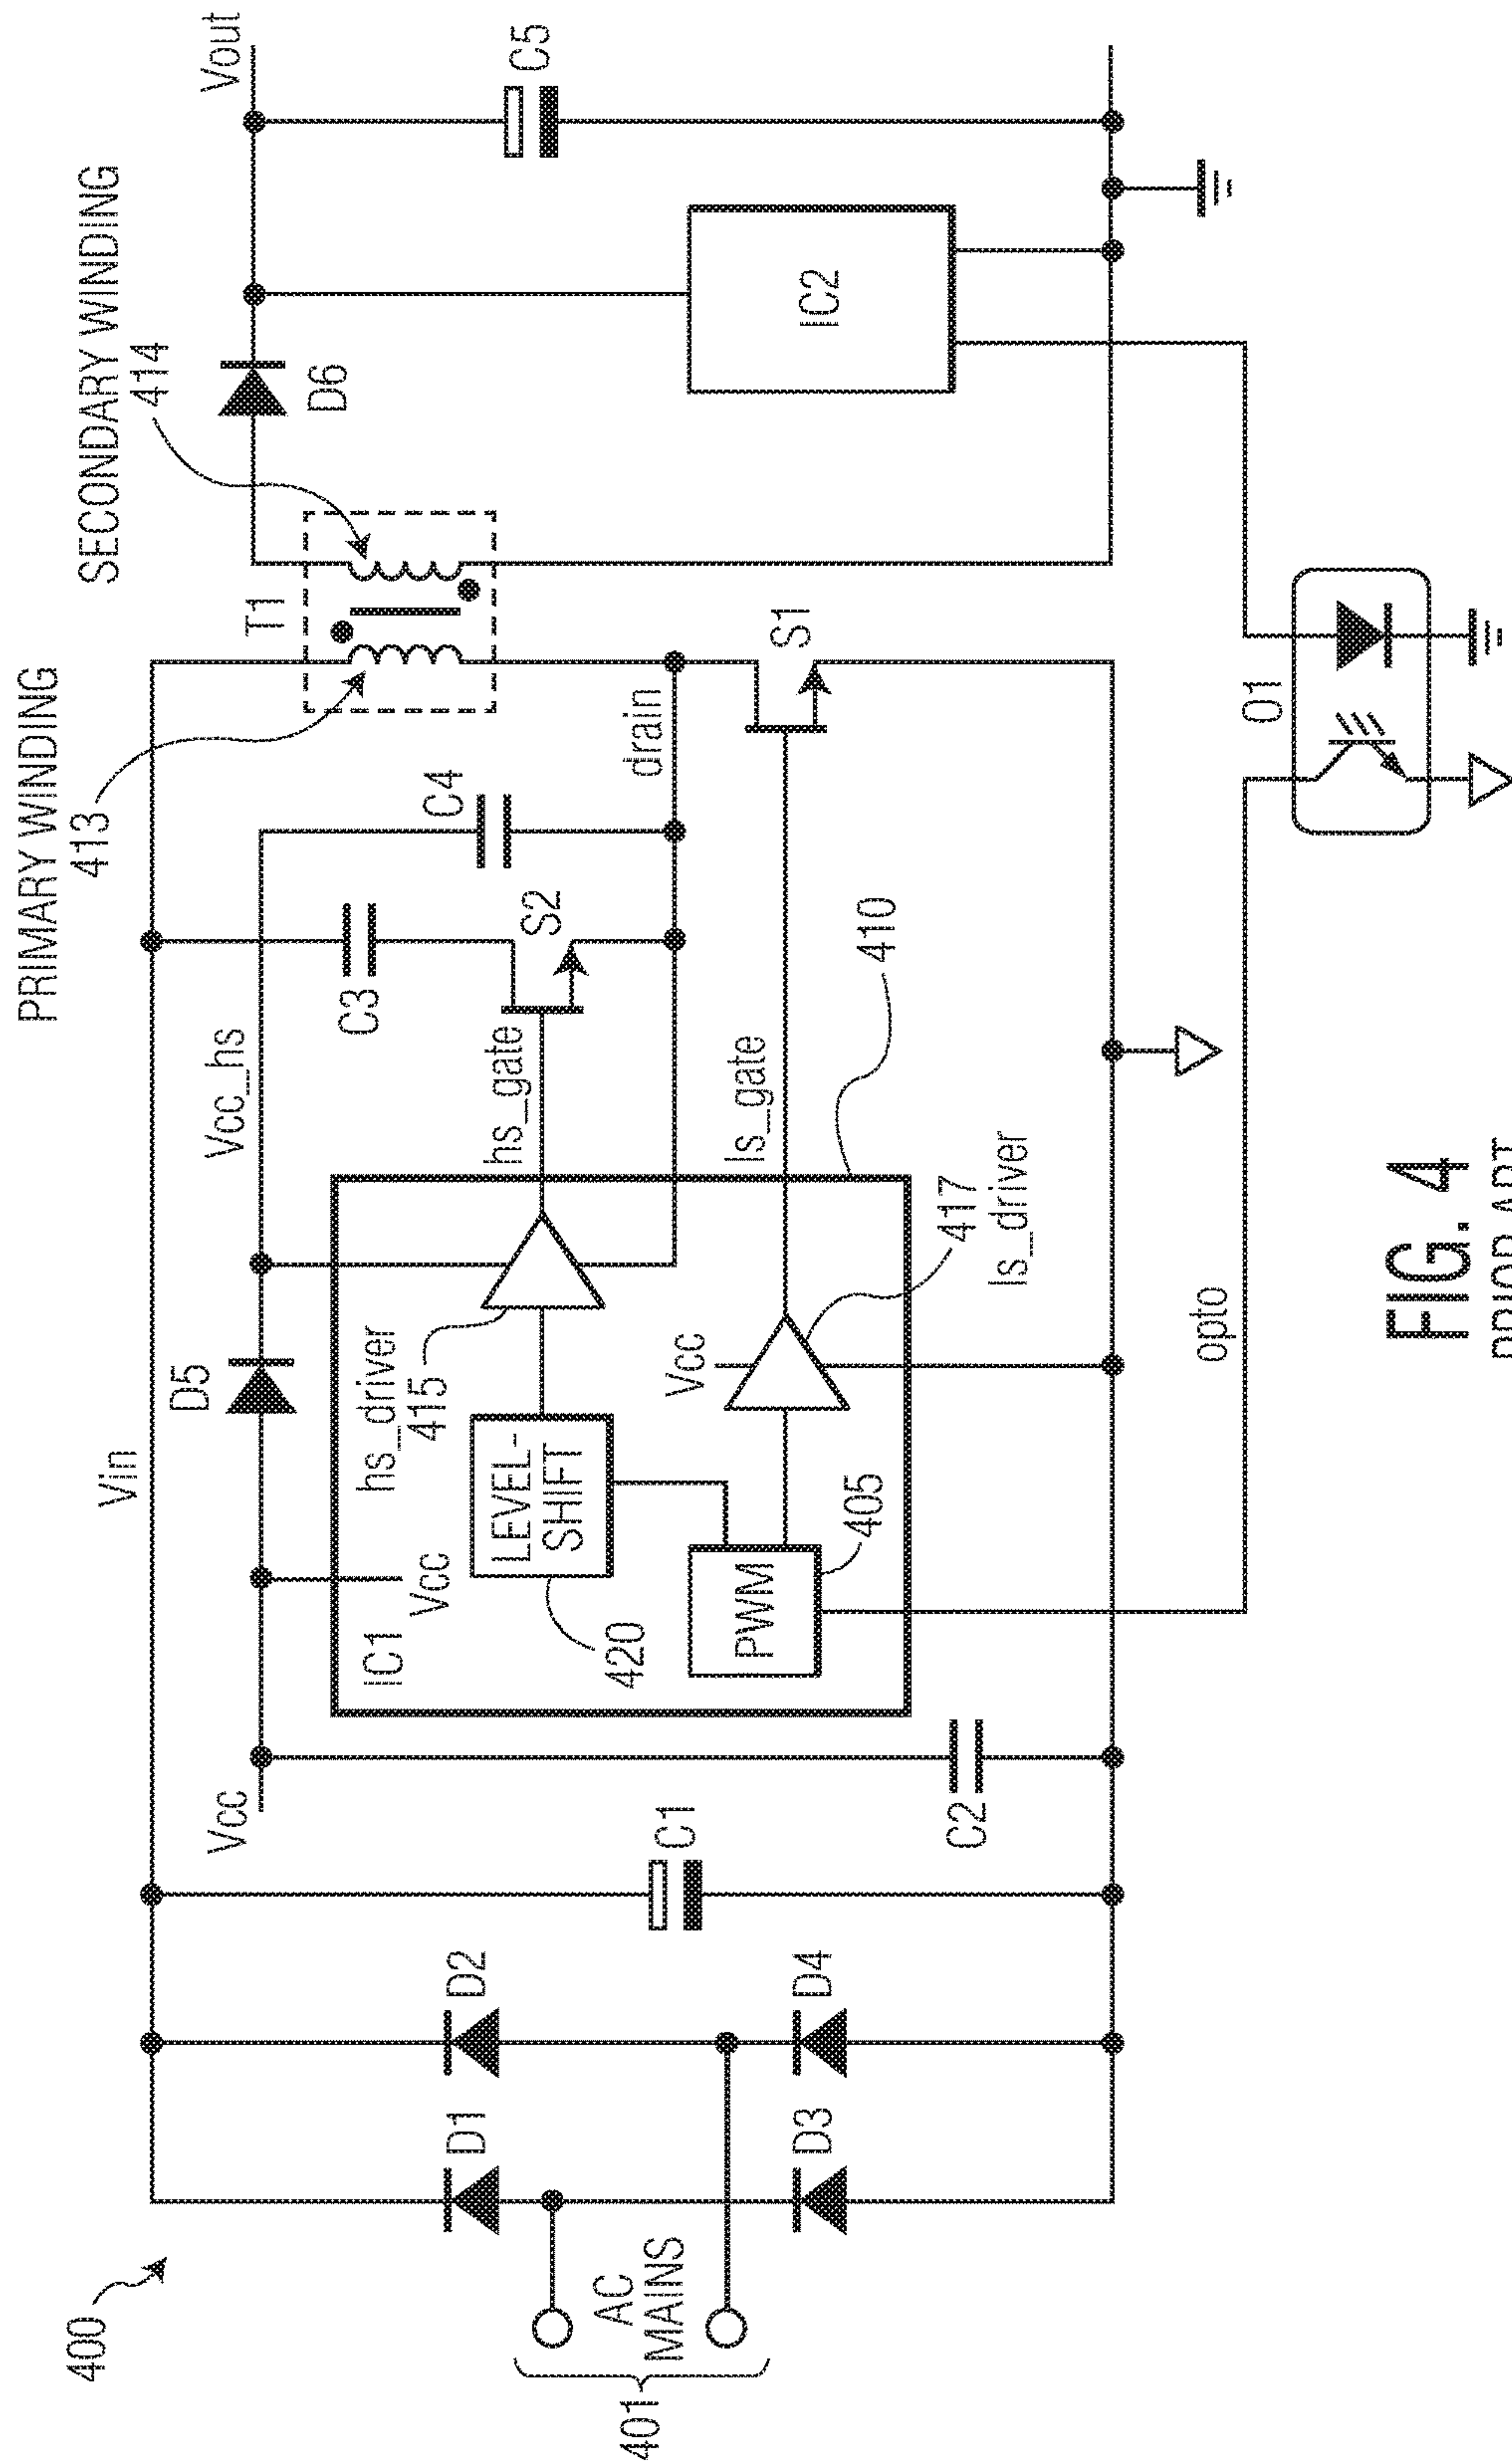 400
401
AC
MAINS
D1
D2
D3
D4
C1
C2
Vin
Vcc
D5
Vcc_hs
IC1
Vcc
hs_driver
415
LEVEL-
SHIFT
420
PWM
405
Vcc
417
ls_driver
410
hs_gate
ls_gate
C3
S2
C4
drain
S1
PRIMARY WINDING
413
T1
SECONDARY WINDING
414
D6
IC2
Vout
C5
opto
O1
FIG. 4
PRIOR ART